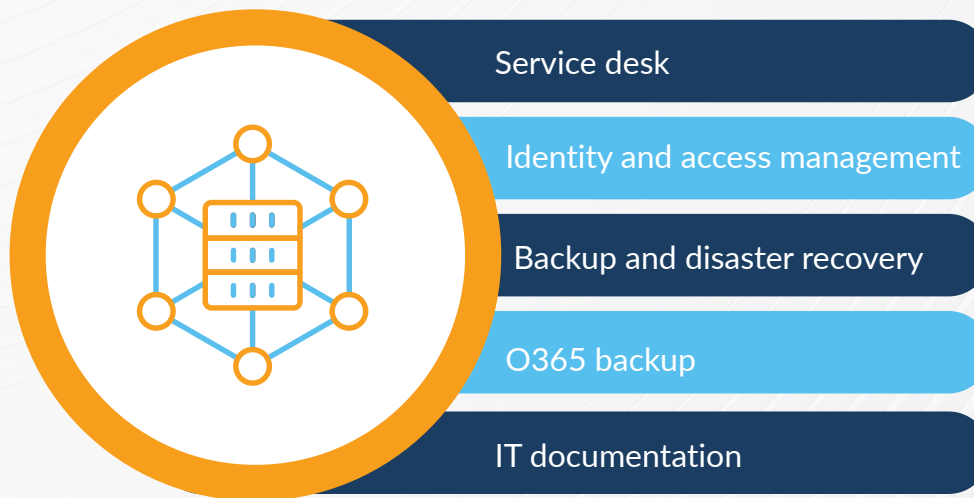 Service desk
Identity and access management
Backup and disaster recovery
O365 backup
IT documentation